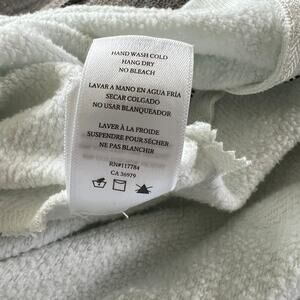 HAND WASH COLD
HANG DRY
NO BLEACH
LAVAR A MANO EN AGUA FRÍA
SECAR COLGADO
NO USAR BLANQUEADOR
LAVER À LA FROIDE
SUSPENDRE POUR SÉCHER
NE PAS BLANCHIR
RN#117784
CA 36979